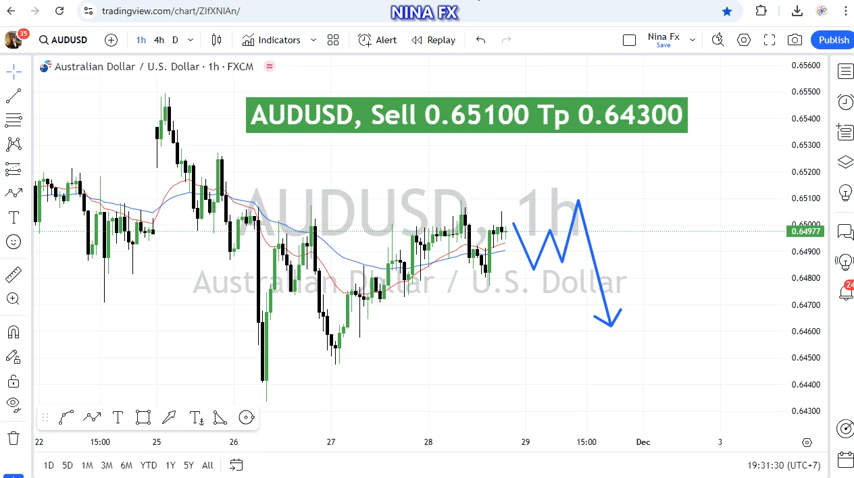 tradingview.com/chart/ZIfXNIAn/
NINA FX
35
AUDUSD
1h 4h D
Indicators
Alert
Replay
Nina Fx
Save
Publish
Australian Dollar / U.S. Dollar · 1h · FXCM
AUDUSD, Sell 0.65100 Tp 0.64300
AUDUSD, 1h
Australian Dollar / U.S. Dollar
0.65600
0.65500
0.65400
0.65300
0.65200
0.65100
0.65000
0.64977
0.64900
0.64800
0.64700
0.64600
0.64500
0.64400
0.64300
24
22 15:00 25 26 27 28 29 15:00 Dec 3
1D 5D 1M 3M 6M YTD 1Y 5Y All
19:31:30 (UTC+7)